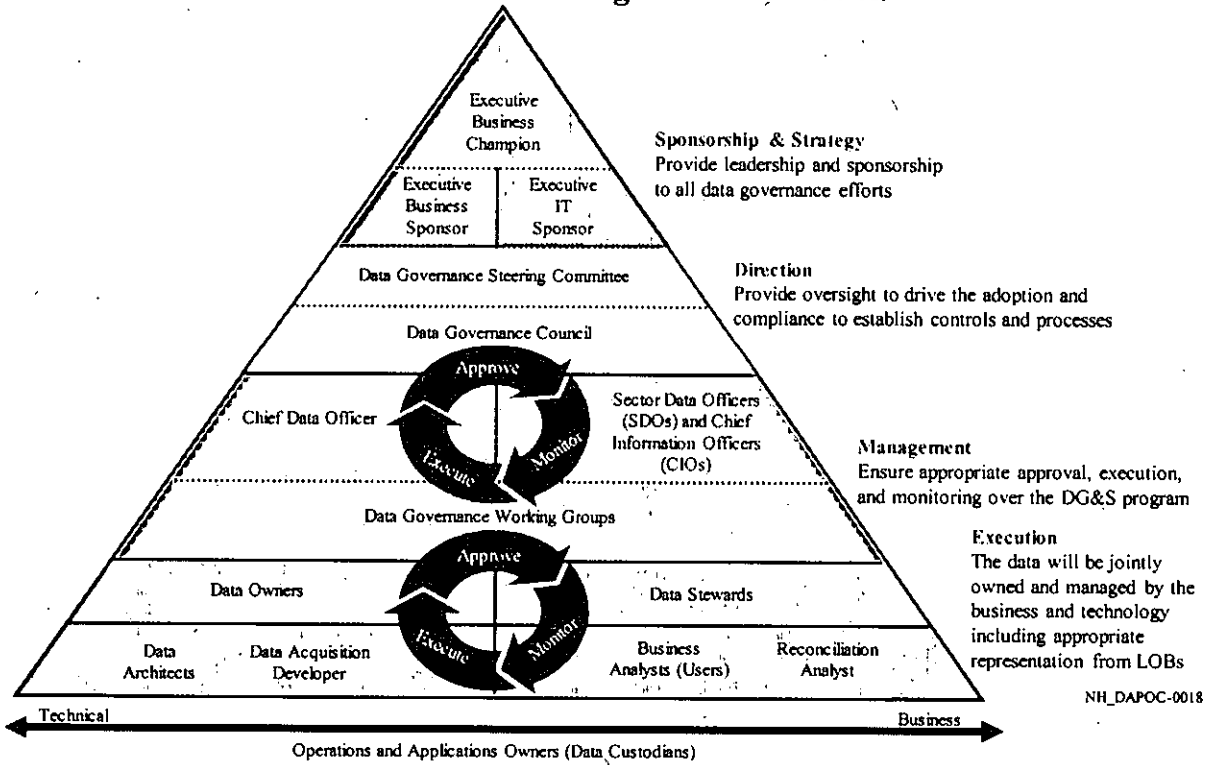 Executive
Business
Champion
Sponsorship & Strategy
Provide leadership and sponsorship
to all data governance efforts
Executive
Business
Sponsor
Executive
IT
Sponsor
Data Governance Steering Committee
Direction
Provide oversight to drive the adoption and
compliance to establish controls and processes
Data Governance Council
Approve
Monitor
Execute
Chief Data Officer
Sector Data Officers
(SDOs) and Chief
Information Officers
(CIOs)
Management
Ensure appropriate approval, execution,
and monitoring over the DG&S program
Data Governance Working Groups
Approve
Monitor
Execute
Execution
The data will be jointly
owned and managed by the
business and technology
including appropriate
representation from LOBs
Data Owners
Data Stewards
Data
Architects
Data Acquisition
Developer
Business
Analysts (Users)
Reconciliation
Analyst
NH_DAPOC-0018
Technical
Business
Operations and Applications Owners (Data Custodians)